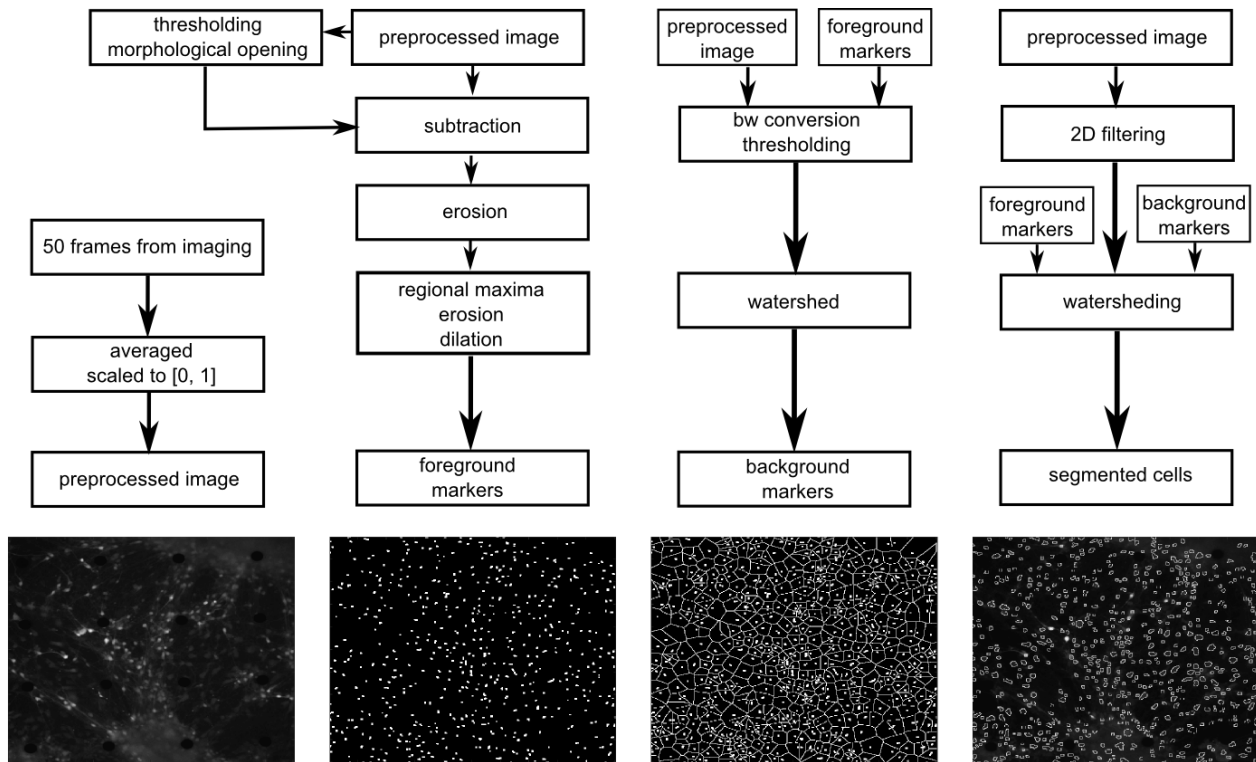 50 frames from imaging
averaged
scaled to [0, 1]
preprocessed image
thresholding
morphological opening
preprocessed image
subtraction
erosion
regional maxima
erosion
dilation
foreground
markers
preprocessed
image
foreground
markers
bw conversion
thresholding
watershed
background
markers
preprocessed image
2D filtering
foreground
markers
background
markers
watersheding
segmented cells